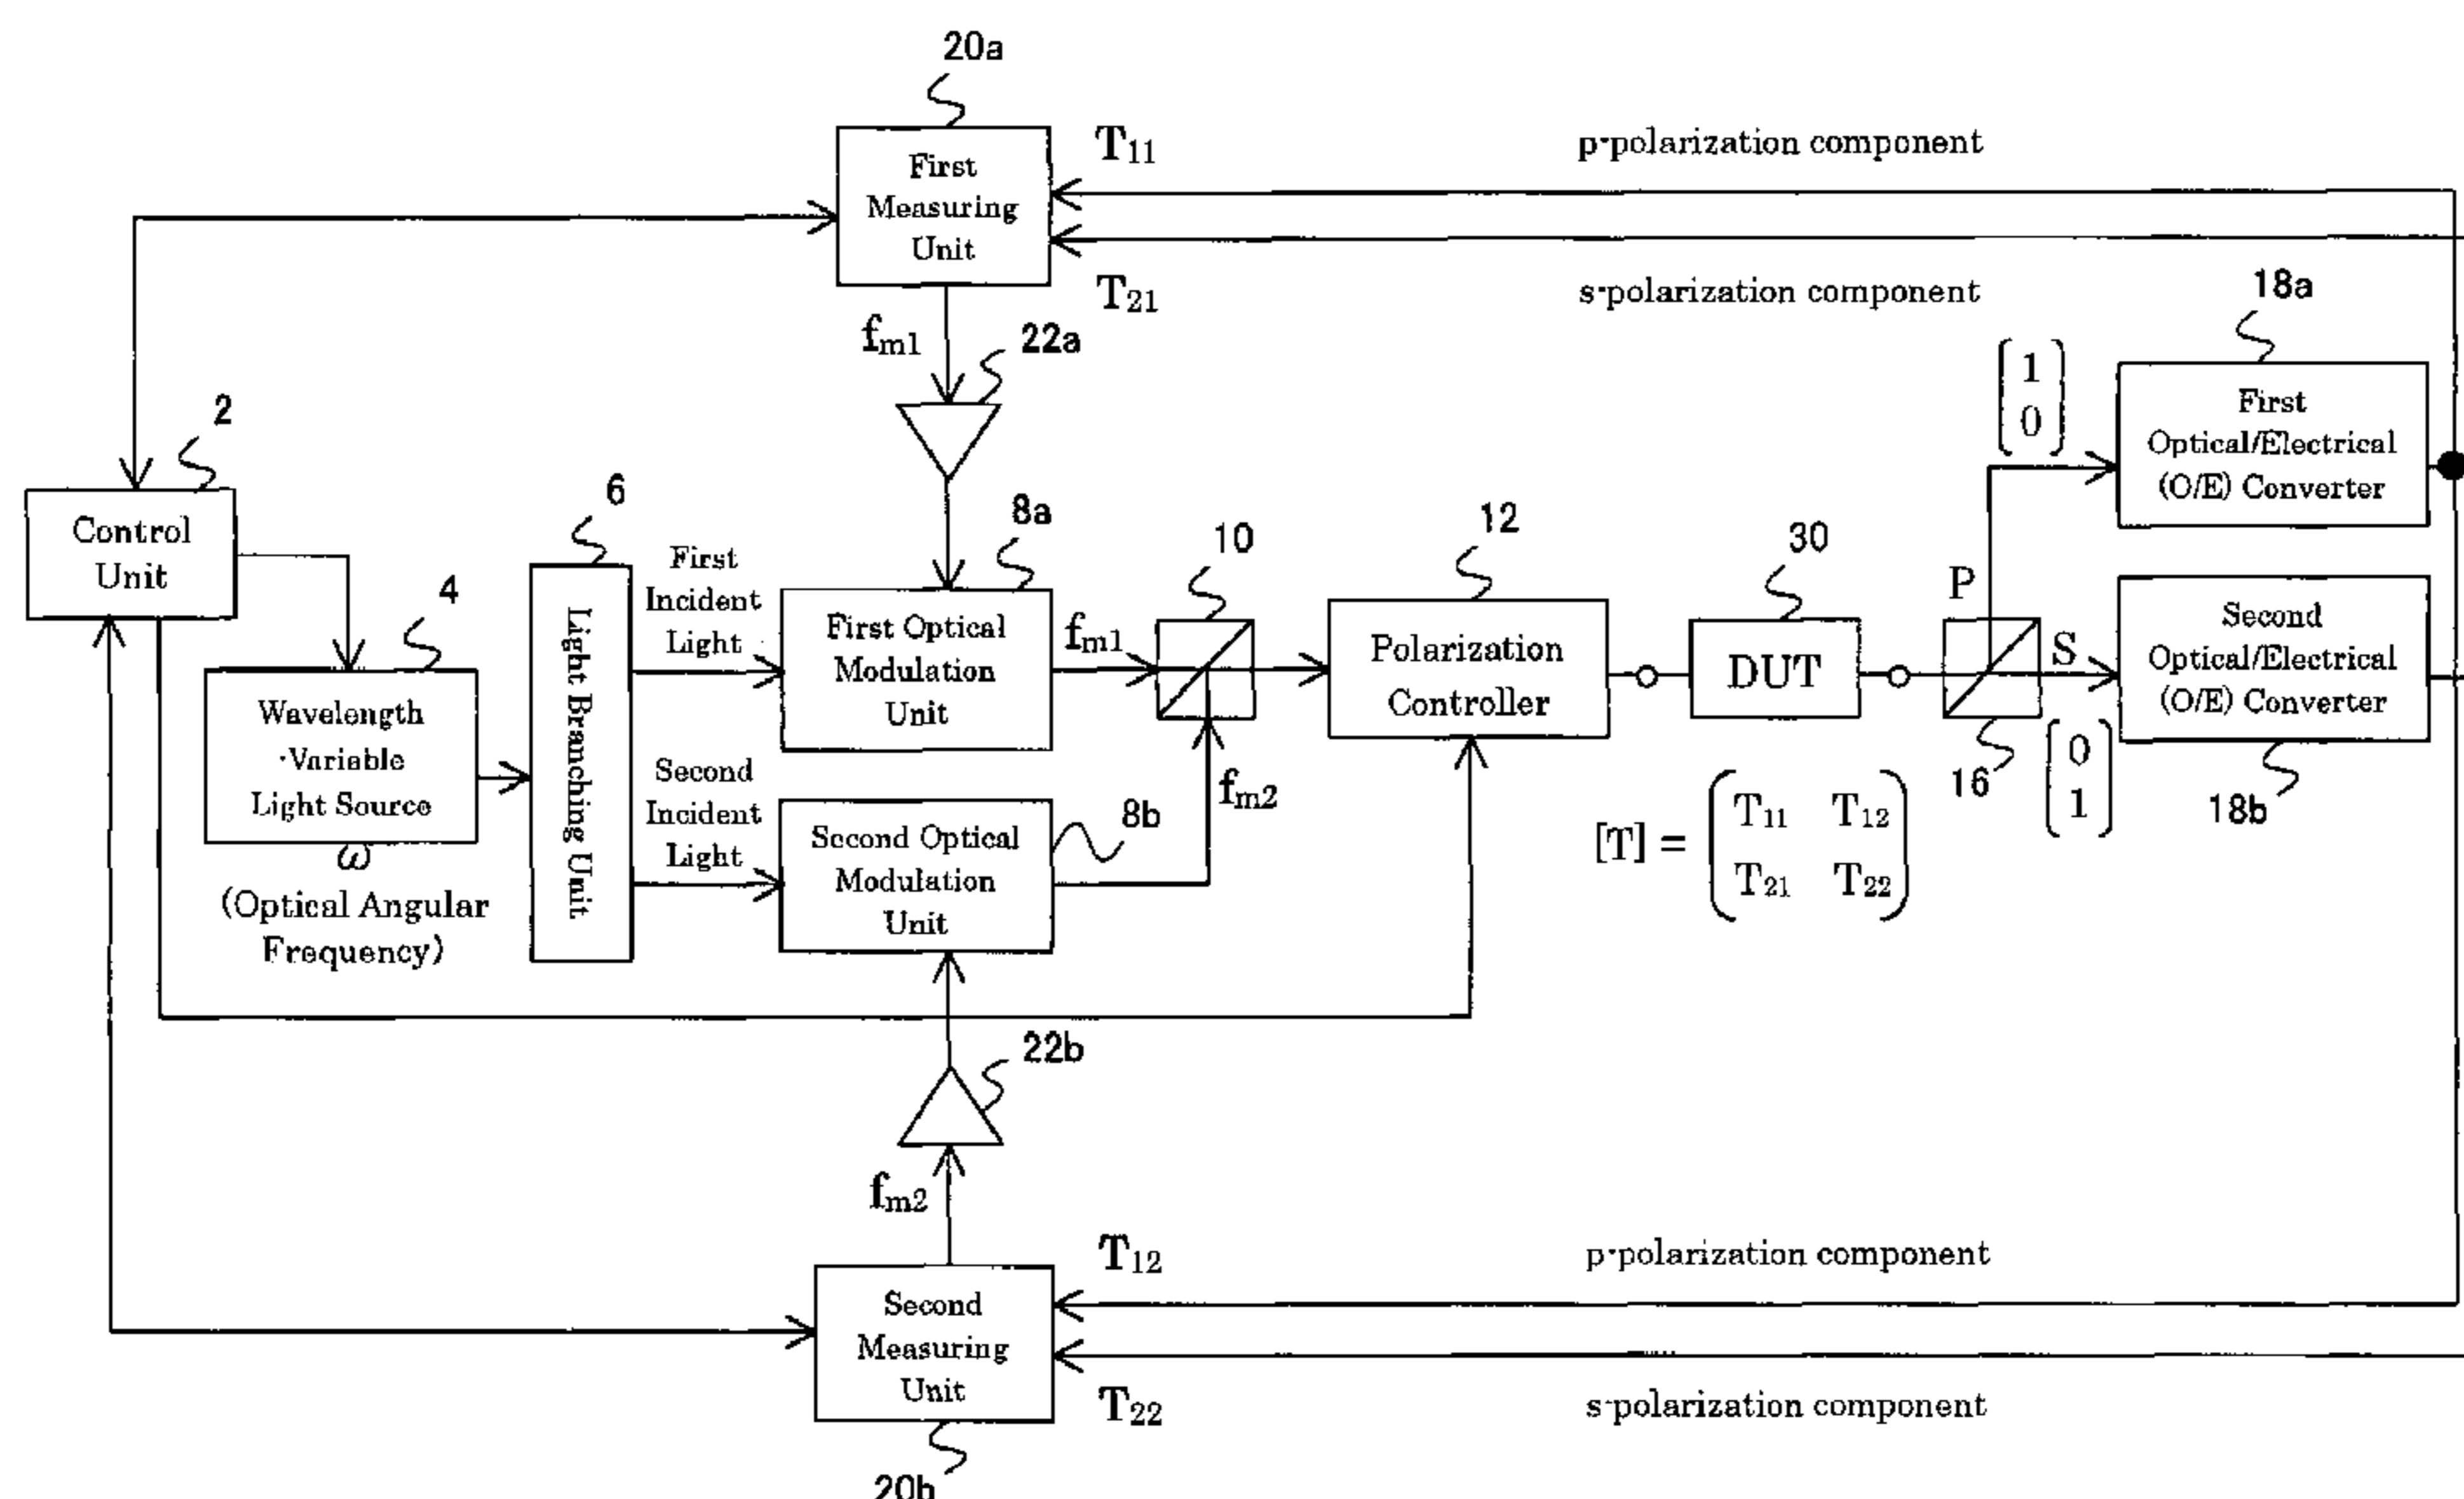 20a
First
Measuring
Unit
T11
p-polarization component
T21
s-polarization component
fm1
22a
18a
First
Optical/Electrical
(O/E) Converter
1
0
2
Control
Unit
4
Wavelength
·Variable
Light Source
ω
(Optical Angular
Frequency)
6
Light Branching Unit
First
Incident
Light
Second
Incident
Light
8a
First Optical
Modulation
Unit
fm1
8b
Second Optical
Modulation
Unit
fm2
10
12
Polarization
Controller
30
DUT
[T] =
T11 T12
T21 T22
P
S
16
0
1
Second
Optical/Electrical
(O/E) Converter
18b
22b
fm2
Second
Measuring
Unit
T12
p-polarization component
T22
s-polarization component
20b